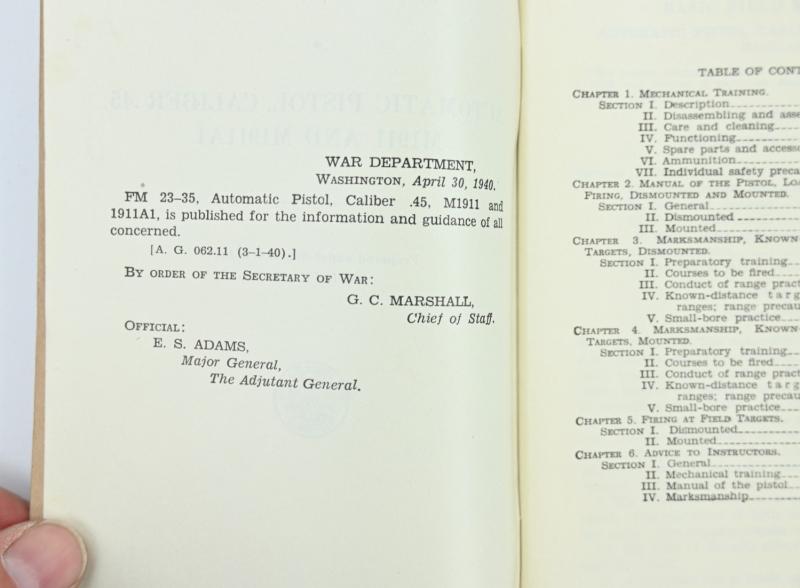 WAR DEPARTMENT,
WASHINGTON, April 30, 1940.
FM 23–35, Automatic Pistol, Caliber .45, M1911 and
1911A1, is published for the information and guidance of all
concerned.
[A. G. 062.11 (3–1–40).]
BY ORDER OF THE SECRETARY OF WAR:
G. C. MARSHALL,
Chief of Staff.
OFFICIAL:
E. S. ADAMS,
Major General,
The Adjutant General.
TABLE OF CONT
CHAPTER 1. MECHANICAL TRAINING.
SECTION I. Description
II. Disassembling and asse
III. Care and cleaning
IV. Functioning
V. Spare parts and accesso
VI. Ammunition
VII. Individual safety preca
CHAPTER 2. MANUAL OF THE PISTOL, LOA
FIRING, DISMOUNTED AND MOUNTED.
SECTION I. General
II. Dismounted
III. Mounted
CHAPTER 3. MARKSMANSHIP, KNOWN
TARGETS, DISMOUNTED.
SECTION I. Preparatory training
II. Courses to be fired
III. Conduct of range pract
IV. Known-distance targ
ranges; range precau
V. Small-bore practice
CHAPTER 4. MARKSMANSHIP, KNOWN
TARGETS, MOUNTED.
SECTION I. Preparatory training
II. Courses to be fired
III. Conduct of range pract
IV. Known-distance targ
ranges; range precau
V. Small-bore practice
CHAPTER 5. FIRING AT FIELD TARGETS.
SECTION I. Dismounted
II. Mounted
CHAPTER 6. ADVICE TO INSTRUCTORS.
SECTION I. General
II. Mechanical training
III. Manual of the pistol
IV. Marksmanship